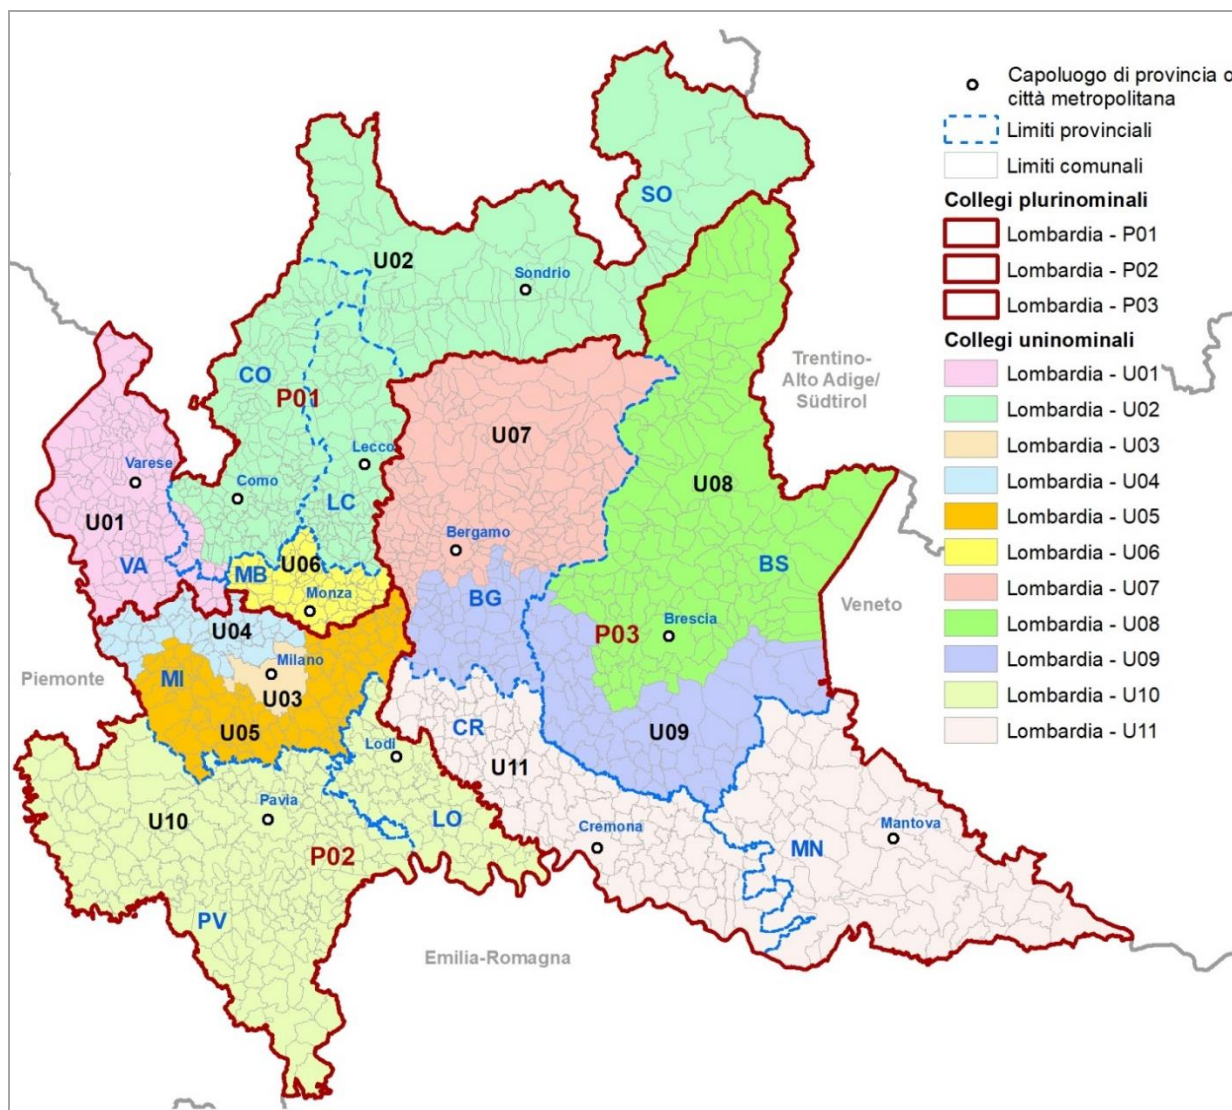 Capoluogo di provincia o
città metropolitana
Limiti provinciali
Limiti comunali
Collegi plurinominali
Lombardia - P01
Lombardia - P02
Lombardia - P03
Collegi uninominali
Lombardia - U01
Lombardia - U02
Lombardia - U03
Lombardia - U04
Lombardia - U05
Lombardia - U06
Lombardia - U07
Lombardia - U08
Lombardia - U09
Lombardia - U10
Lombardia - U11
SO
U02
Sondrio
Trentino-
Alto Adige/
Südtirol
CO
P01
U07
Lecco
Varese
U08
Como
LC
U01
Bergamo
VA
MB
U06
BS
BG
Monza
Veneto
U04
P03
Brescia
Piemonte
MI
Milano
U03
CR
U05
U09
Lodi
U11
Pavia
U10
LO
Cremona
Mantova
P02
MN
PV
Emilia-Romagna